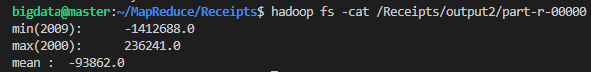 bigdata@master:~/MapReduce/Receipts$ hadoop fs -cat /Receipts/output2/part-r-00000
min(2009):      -1412688.0
max(2000):      236241.0
mean :  -93862.0